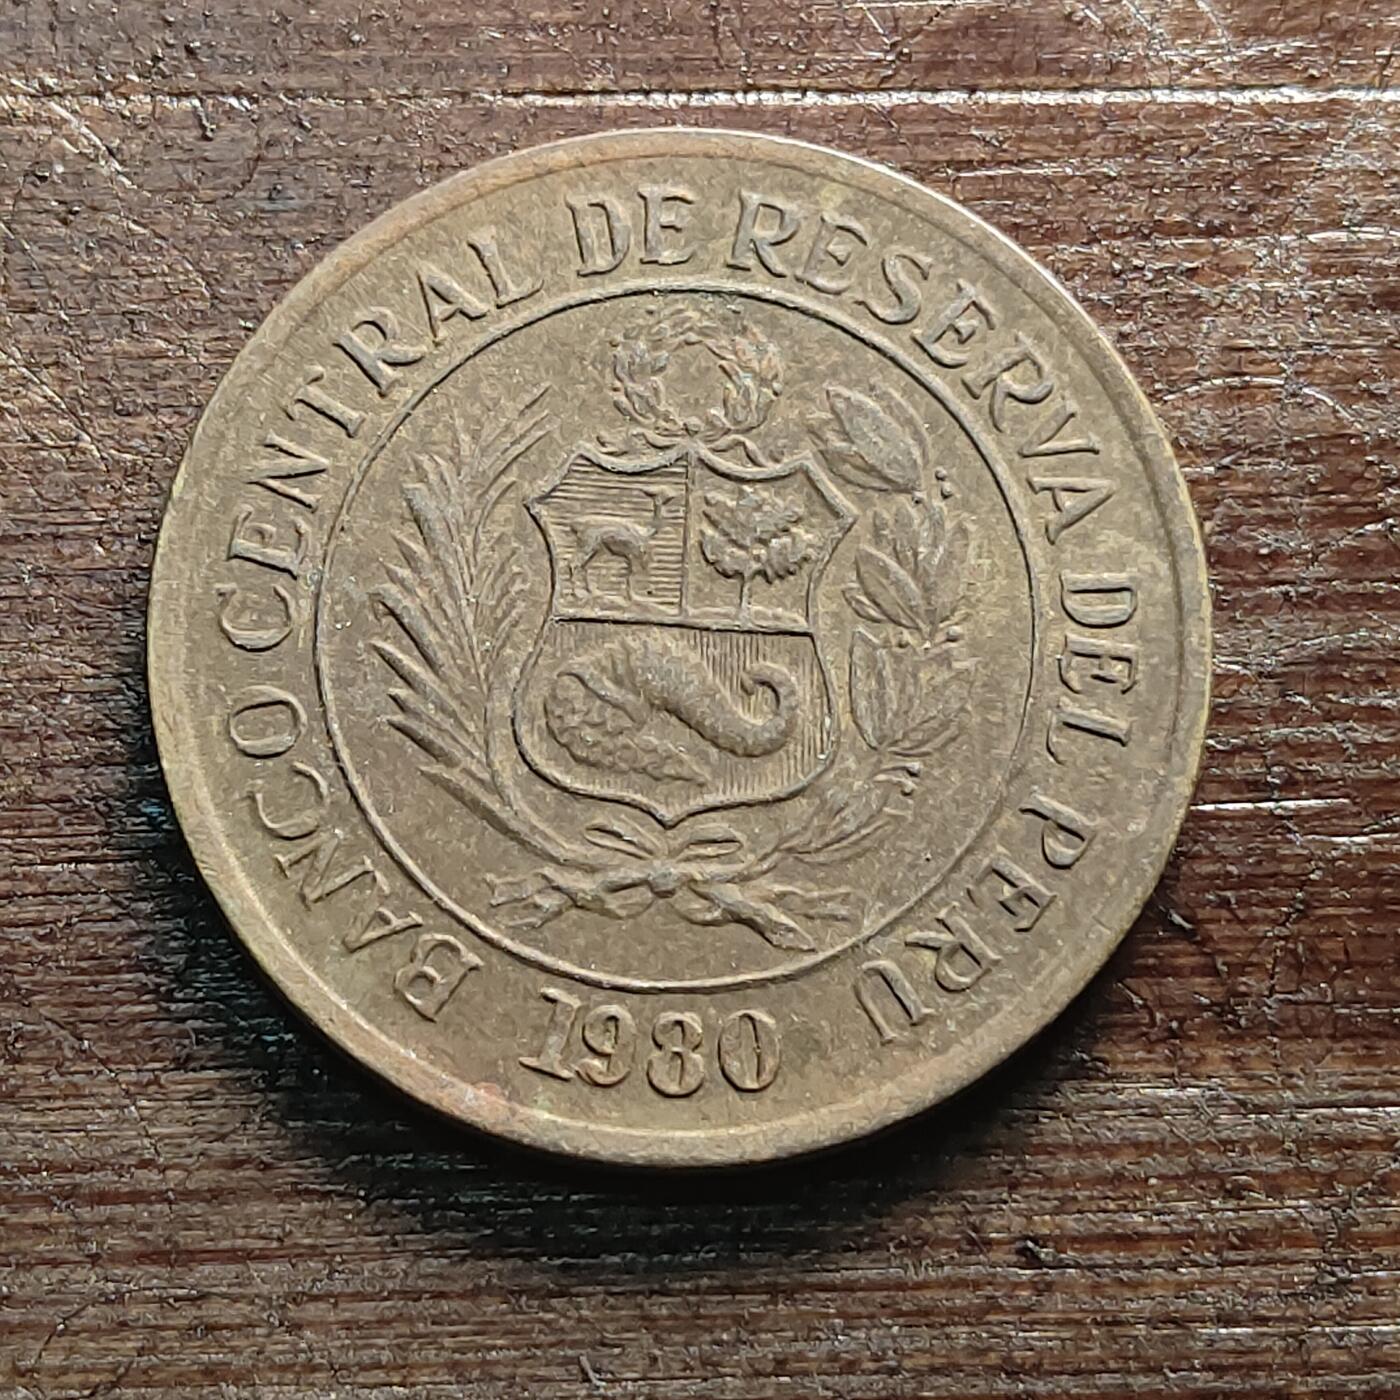 BANCO CENTRAL DE RESERVA DEL PERU
1980